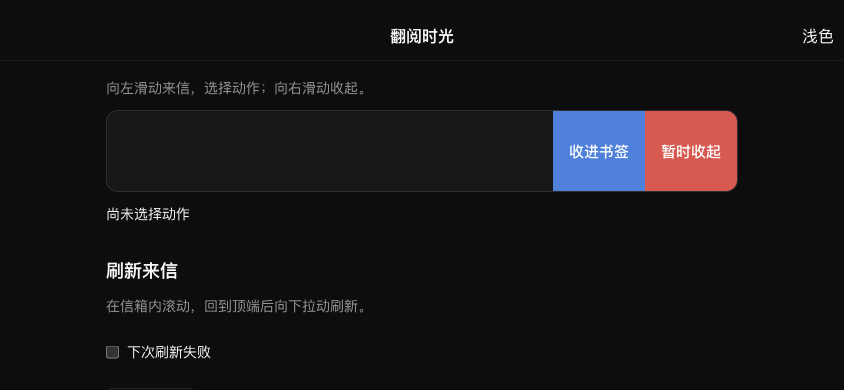 翻阅时光
浅色
向左滑动来信，选择动作；向右滑动收起。
收进书签
暂时收起
尚未选择动作
刷新来信
在信箱内滚动，回到顶端后向下拉动刷新。
下次刷新失败